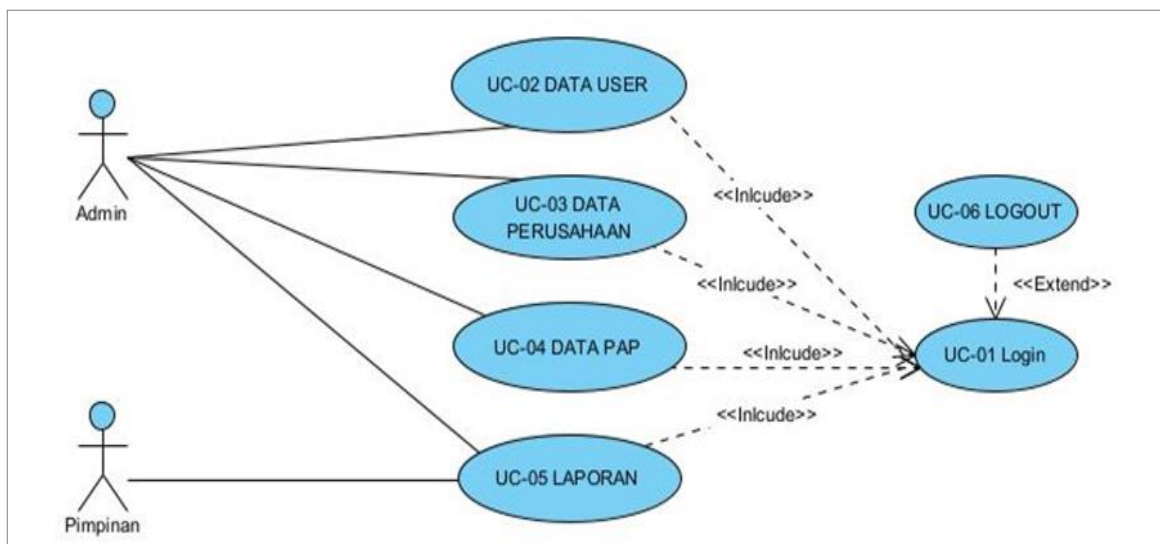 UC-02 DATA USER
Admin
<<Inlcude>>
UC-03 DATA
PERUSAHAAN
UC-06 LOGOUT
<<Inlcude>>
<<Extend>>
UC-04 DATA PAP
<<Inlcude>>
UC-01 Login
<<Inlcude>>
UC-05 LAPORAN
Pimpinan